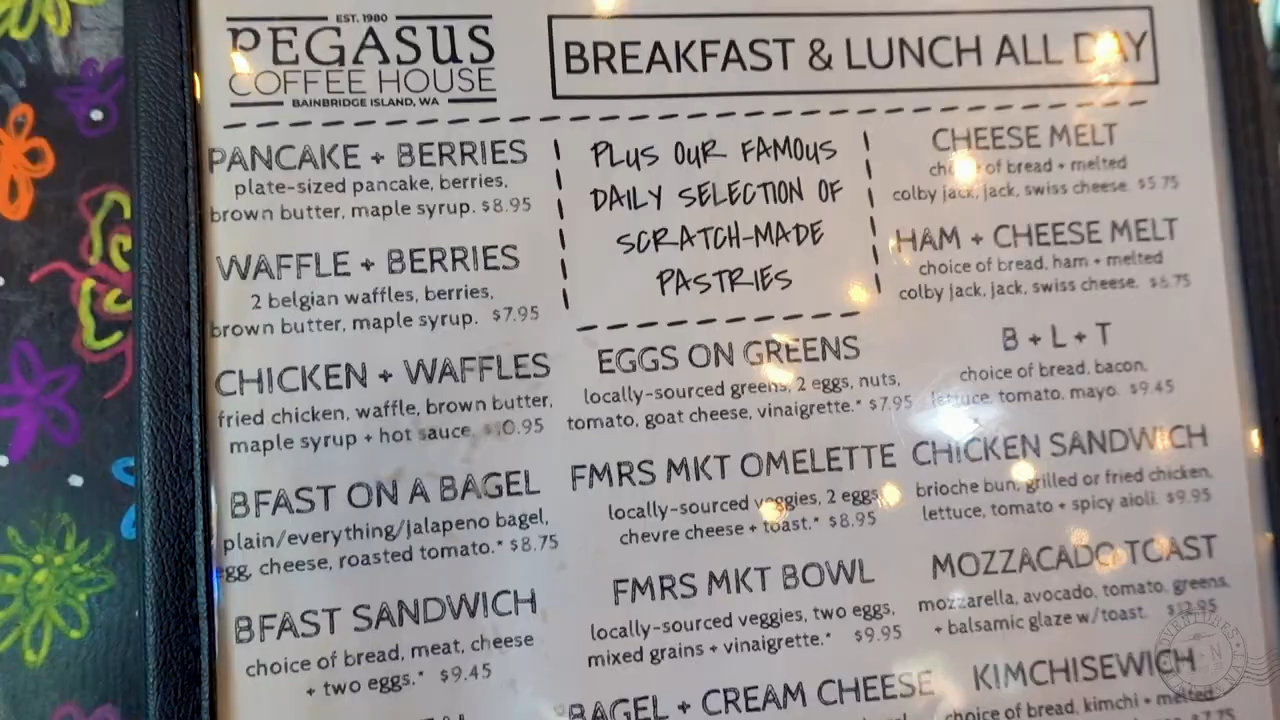 EST. 1980
PEGASUS
COFFEE HOUSE
BAINBRIDGE ISLAND, WA
BREAKFAST & LUNCH ALL DAY
PANCAKE + BERRIES
plate-sized pancake, berries,
brown butter, maple syrup. $8.95
WAFFLE + BERRIES
2 belgian waffles, berries,
brown butter, maple syrup. $7.95
CHICKEN + WAFFLES
fried chicken, waffle, brown butter,
maple syrup + hot sauce. $10.95
BFAST ON A BAGEL
plain/everything/jalapeno bagel,
egg, cheese, roasted tomato.* $8.75
BFAST SANDWICH
choice of bread, meat, cheese
+ two eggs.* $9.45
PLUS OUR FAMOUS
DAILY SELECTION OF
SCRATCH-MADE
PASTRIES
EGGS ON GREENS
locally-sourced greens, 2 eggs, nuts,
tomato, goat cheese, vinaigrette.* $7.95
FMRS MKT OMELETTE
locally-sourced veggies, 2 eggs,
chevre cheese + toast.* $8.95
FMRS MKT BOWL
locally-sourced veggies, two eggs,
mixed grains + vinaigrette.* $9.95
BAGEL + CREAM CHEESE
CHEESE MELT
choice of bread + melted
colby jack, jack, swiss cheese. $5.75
HAM + CHEESE MELT
choice of bread, ham + melted
colby jack, jack, swiss cheese. $6.75
B + L + T
choice of bread, bacon,
lettuce, tomato, mayo. $9.45
CHICKEN SANDWICH
brioche bun, grilled or fried chicken,
lettuce, tomato + spicy aioli. $9.95
MOZZACADO TOAST
mozzarella, avocado, tomato, greens,
+ balsamic glaze w/toast. $12.95
KIMCHISEWICH
choice of bread, kimchi + melted